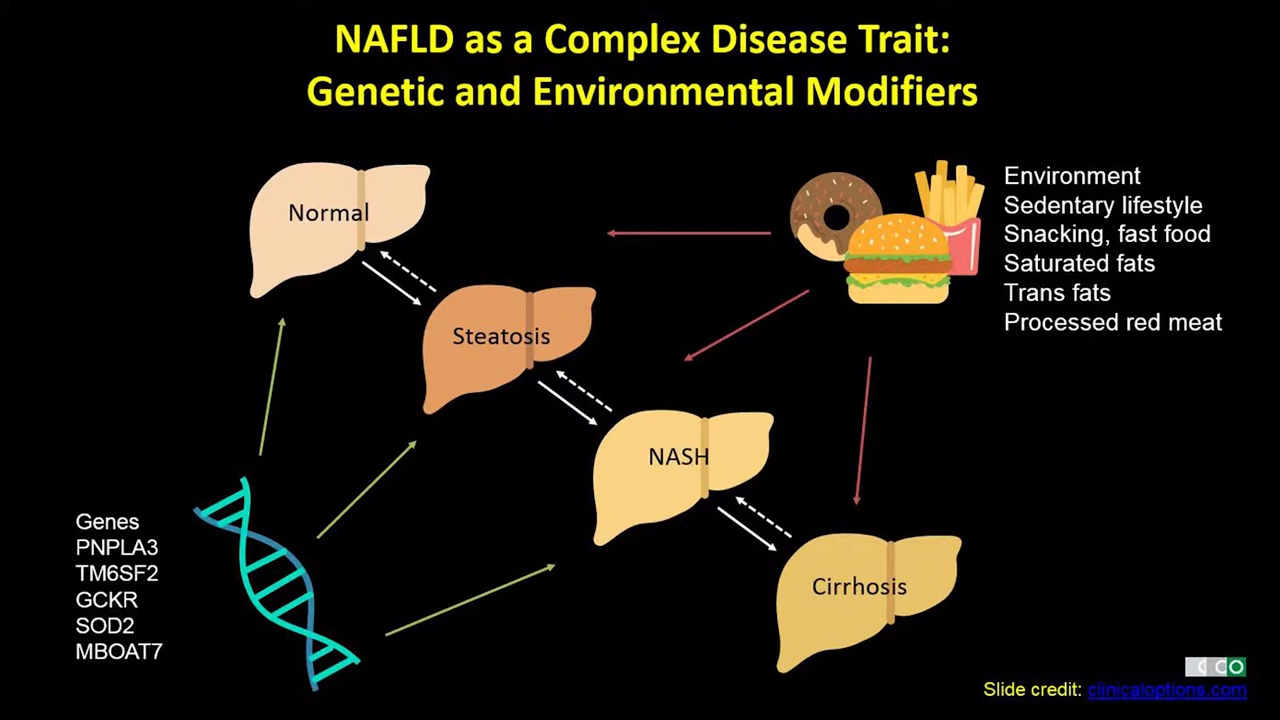 NAFLD as a Complex Disease Trait:
Genetic and Environmental Modifiers
Normal
Steatosis
NASH
Cirrhosis
Environment
Sedentary lifestyle
Snacking, fast food
Saturated fats
Trans fats
Processed red meat
Genes
PNPLA3
TM6SF2
GCKR
SOD2
MBOAT7
CCO
Slide credit: clinicaloptions.com